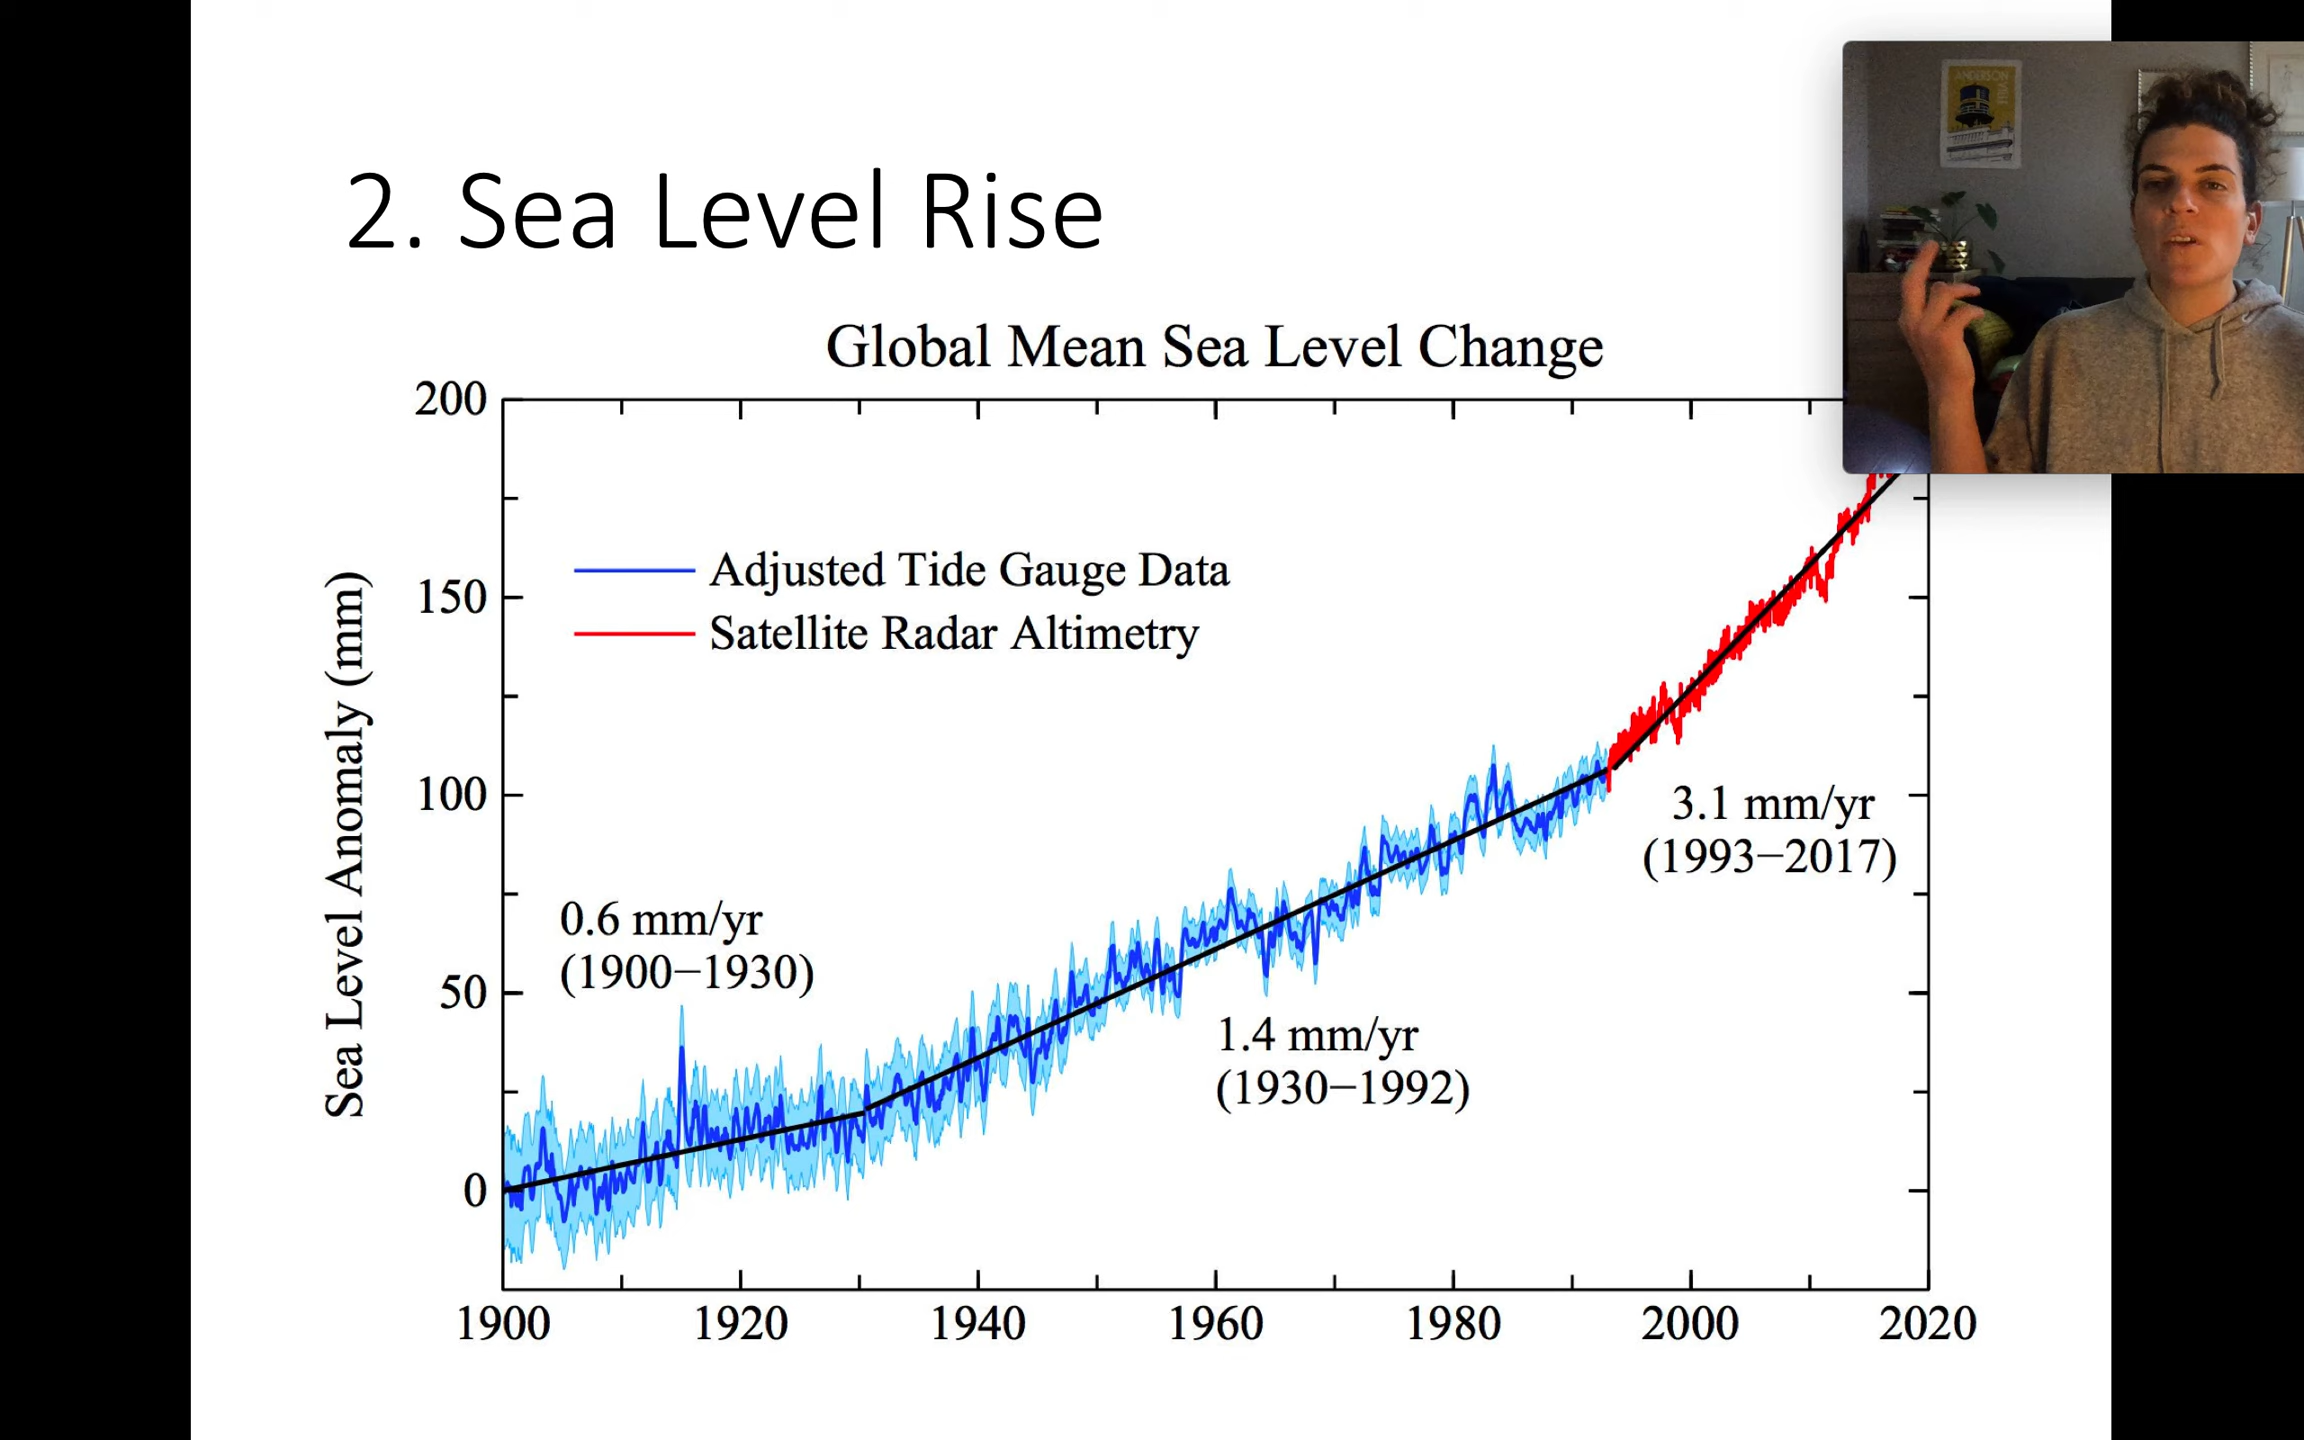 2. Sea Level Rise
Global Mean Sea Level Change
200
150
100
50
0
Sea Level Anomaly (mm)
Adjusted Tide Gauge Data
Satellite Radar Altimetry
0.6 mm/yr
(1900−1930)
1.4 mm/yr
(1930−1992)
3.1 mm/yr
(1993−2017)
1900 1920 1940 1960 1980 2000 2020
ANDERSON
VILLE